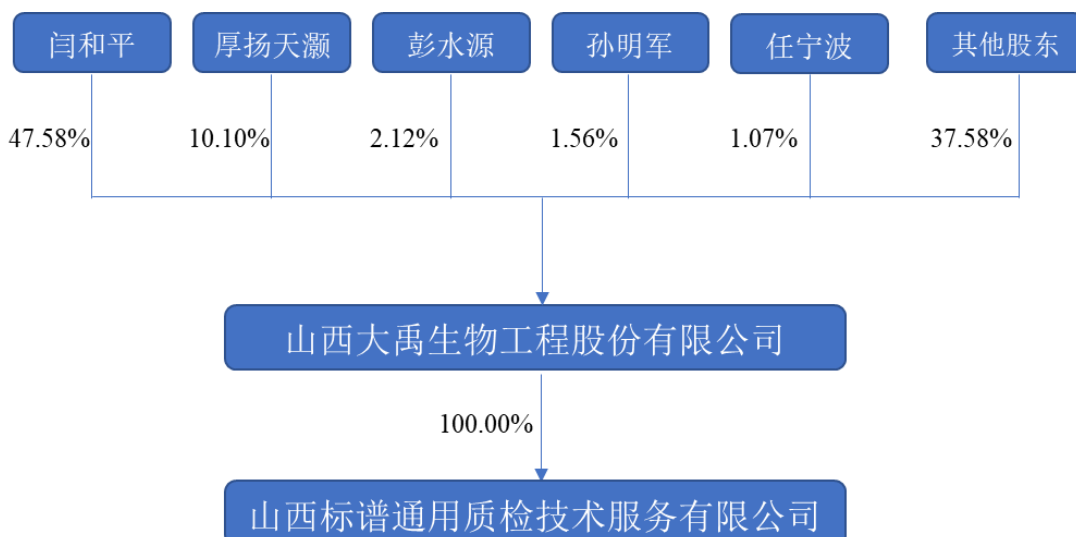 闫和平
厚扬天灏
彭水源
孙明军
任宁波
其他股东
47.58%
10.10%
2.12%
1.56%
1.07%
37.58%
山西大禹生物工程股份有限公司
100.00%
山西标谱通用质检技术服务有限公司